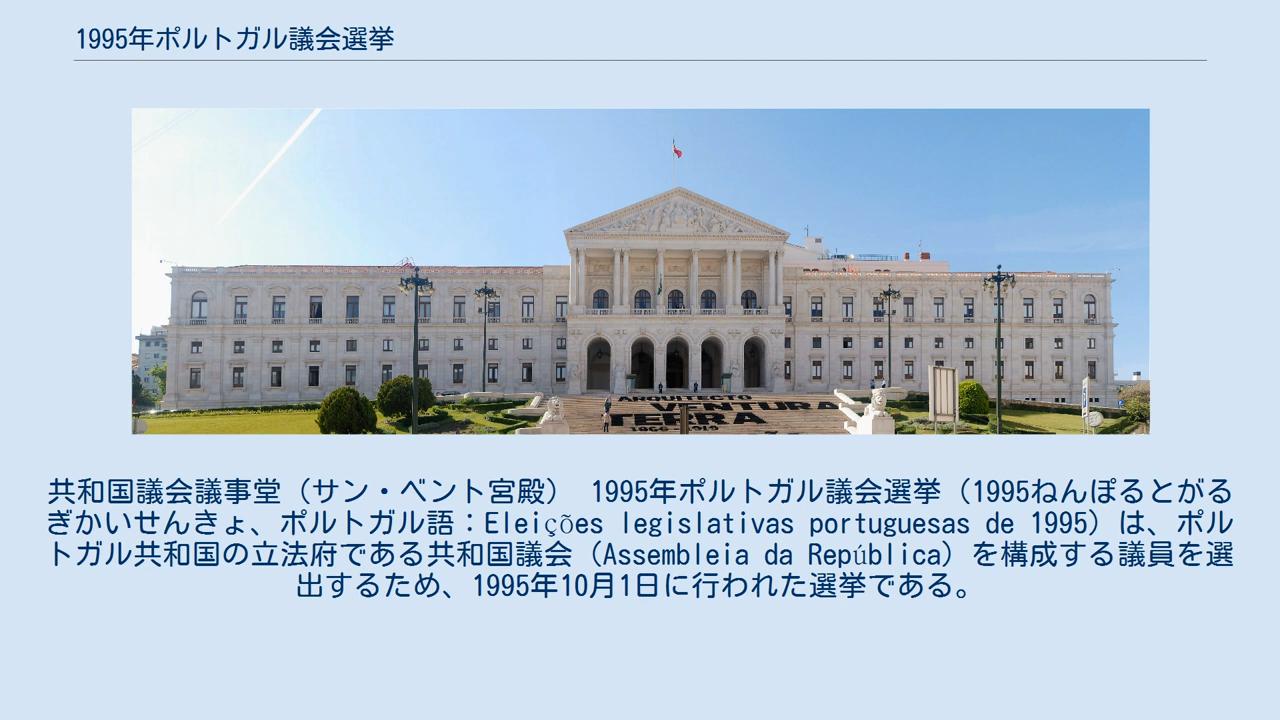 1995年ポルトガル議会選挙
ARQUITECTO
VENTURA
TERRA
1866 - 2019
共和国議会議事堂（サン・ベント宮殿） 1995年ポルトガル議会選挙（1995ねんぽるとがる
ぎかいせんきょ、ポルトガル語：Eleições legislativas portuguesas de 1995）は、ポル
トガル共和国の立法府である共和国議会（Assembleia da República）を構成する議員を選
出するため、1995年10月1日に行われた選挙である。